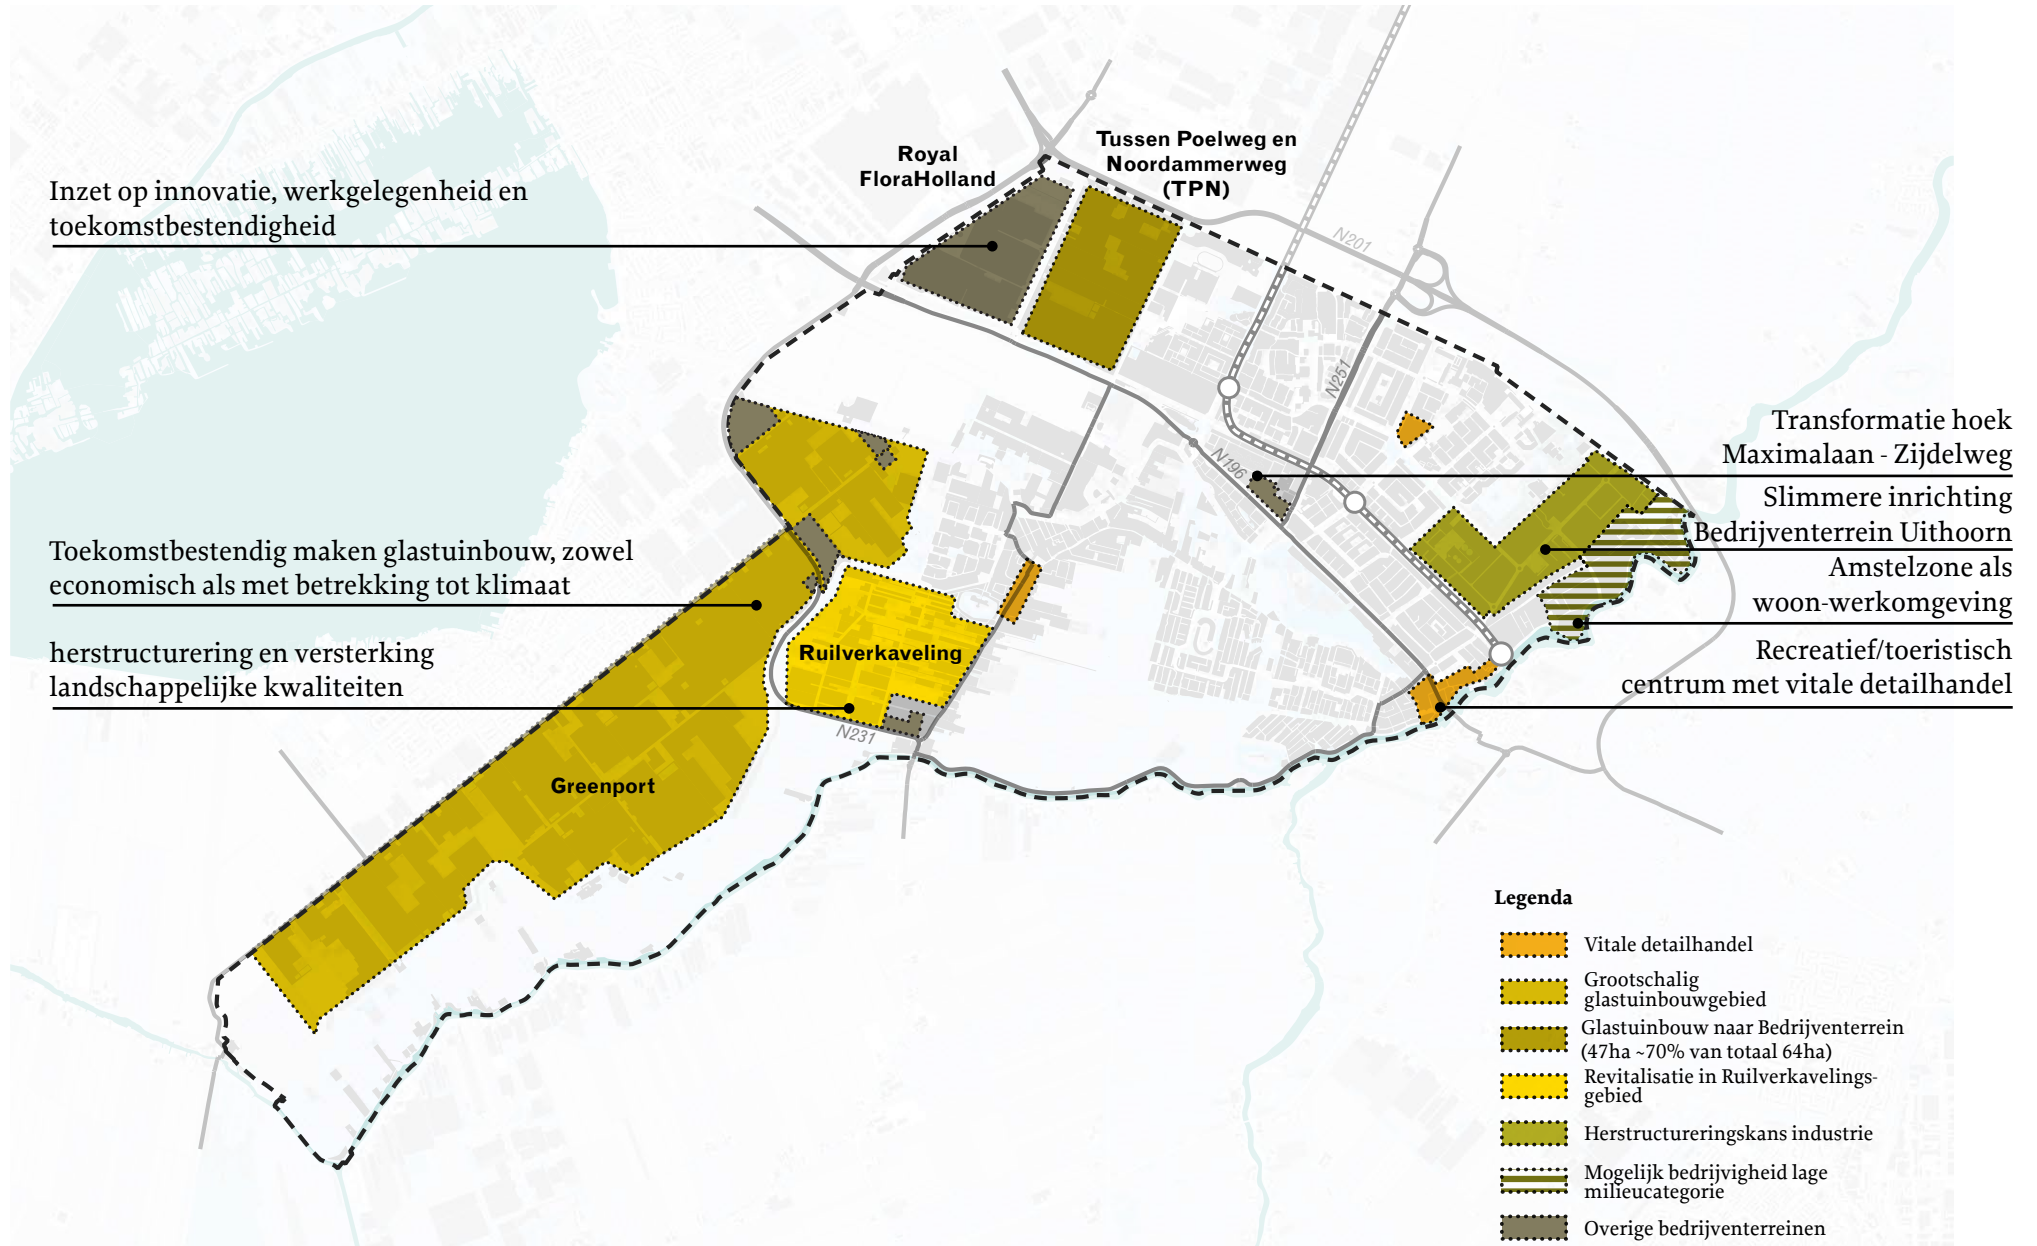 Royal
FloraHolland
Tussen Poelweg en
Noordammerweg
(TPN)
Inzet op innovatie, werkgelegenheid en
toekomstbestendigheid
N201
N251
N196
Transformatie hoek
Maximalaan - Zijdelweg
Slimmere inrichting
Bedrijventerrein Uithoorn
Amstelzone als
woon-werkomgeving
Recreatief/toeristisch
centrum met vitale detailhandel
Toekomstbestendig maken glastuinbouw, zowel
economisch als met betrekking tot klimaat
herstructurering en versterking
landschappelijke kwaliteiten
Ruilverkaveling
N231
Greenport
Legenda
Vitale detailhandel
Grootschalig
glastuinbouwgebied
Glastuinbouw naar Bedrijventerrein
(47ha ~70% van totaal 64ha)
Revitalisatie in Ruilverkavelings-
gebied
Herstructureringskans industrie
Mogelijk bedrijvigheid lage
milieucategorie
Overige bedrijventerreinen